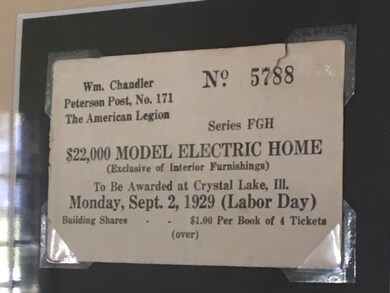 Wm. Chandler
Peterson Post, No. 171
The American Legion
Nº 5788
Series FGH
$22,000 MODEL ELECTRIC HOME
(Exclusive of Interior Furnishings)
To Be Awarded at Crystal Lake, Ill.
Monday, Sept. 2, 1929 (Labor Day)
Building Shares - - $1.00 Per Book of 4 Tickets
(over)